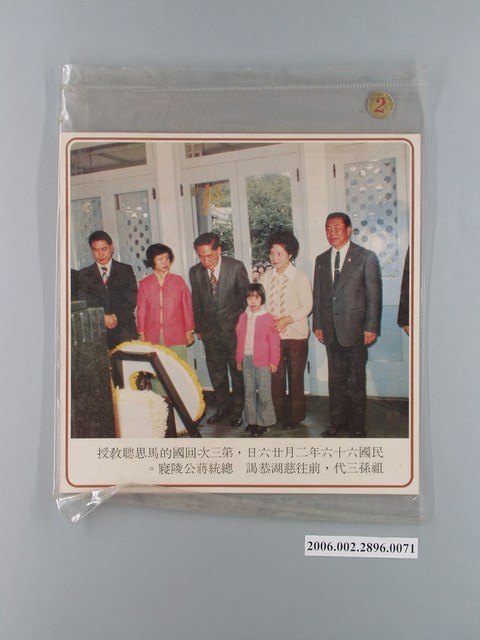 2
民國六十六年二月廿六日，第三次回國的馬思聰教授
祖孫三代，前往慈湖恭謁　總統蔣公陵寢。
2006.002.2896.0071